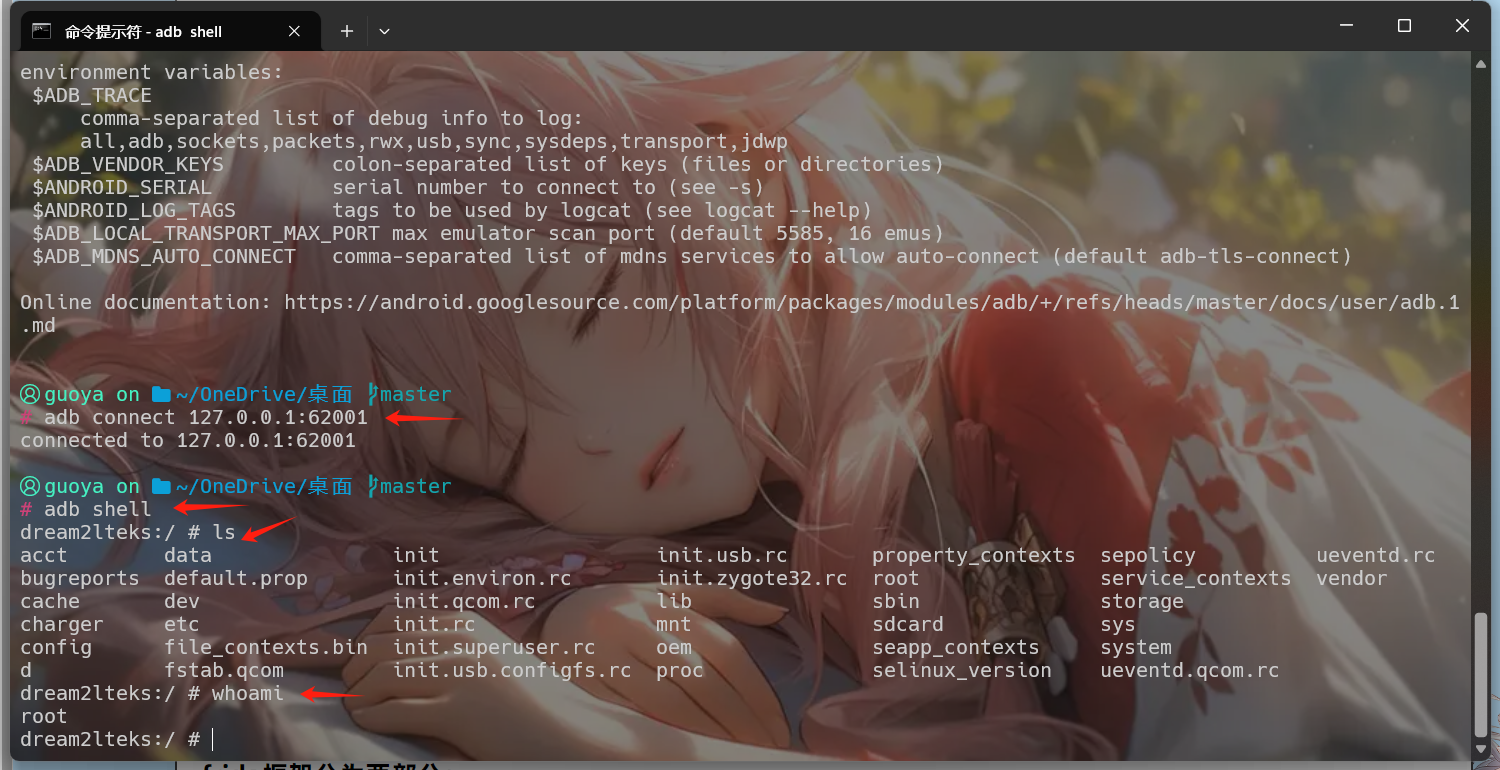 命令提示符 - adb shell
environment variables:
$ADB_TRACE
comma-separated list of debug info to log:
all,adb,sockets,packets,rwx,usb,sync,sysdeps,transport,jdwp
$ADB_VENDOR_KEYS colon-separated list of keys (files or directories)
$ANDROID_SERIAL serial number to connect to (see -s)
$ANDROID_LOG_TAGS tags to be used by logcat (see logcat --help)
$ADB_LOCAL_TRANSPORT_MAX_PORT max emulator scan port (default 5585, 16 emus)
$ADB_MDNS_AUTO_CONNECT comma-separated list of mdns services to allow auto-connect (default adb-tls-connect)
Online documentation: https://android.googlesource.com/platform/packages/modules/adb/+/refs/heads/master/docs/user/adb.1
.md
guoya on ~/OneDrive/桌面 master
# adb connect 127.0.0.1:62001
connected to 127.0.0.1:62001
guoya on ~/OneDrive/桌面 master
# adb shell
dream2lteks:/ # ls
acct data init init.usb.rc property_contexts sepolicy ueventd.rc
bugreports default.prop init.environ.rc init.zygote32.rc root service_contexts vendor
cache dev init.qcom.rc lib sbin storage
charger etc init.rc mnt sdcard sys
config file_contexts.bin init.superuser.rc oem seapp_contexts system
d fstab.qcom init.usb.configfs.rc proc selinux_version ueventd.qcom.rc
dream2lteks:/ # whoami
root
dream2lteks:/ #